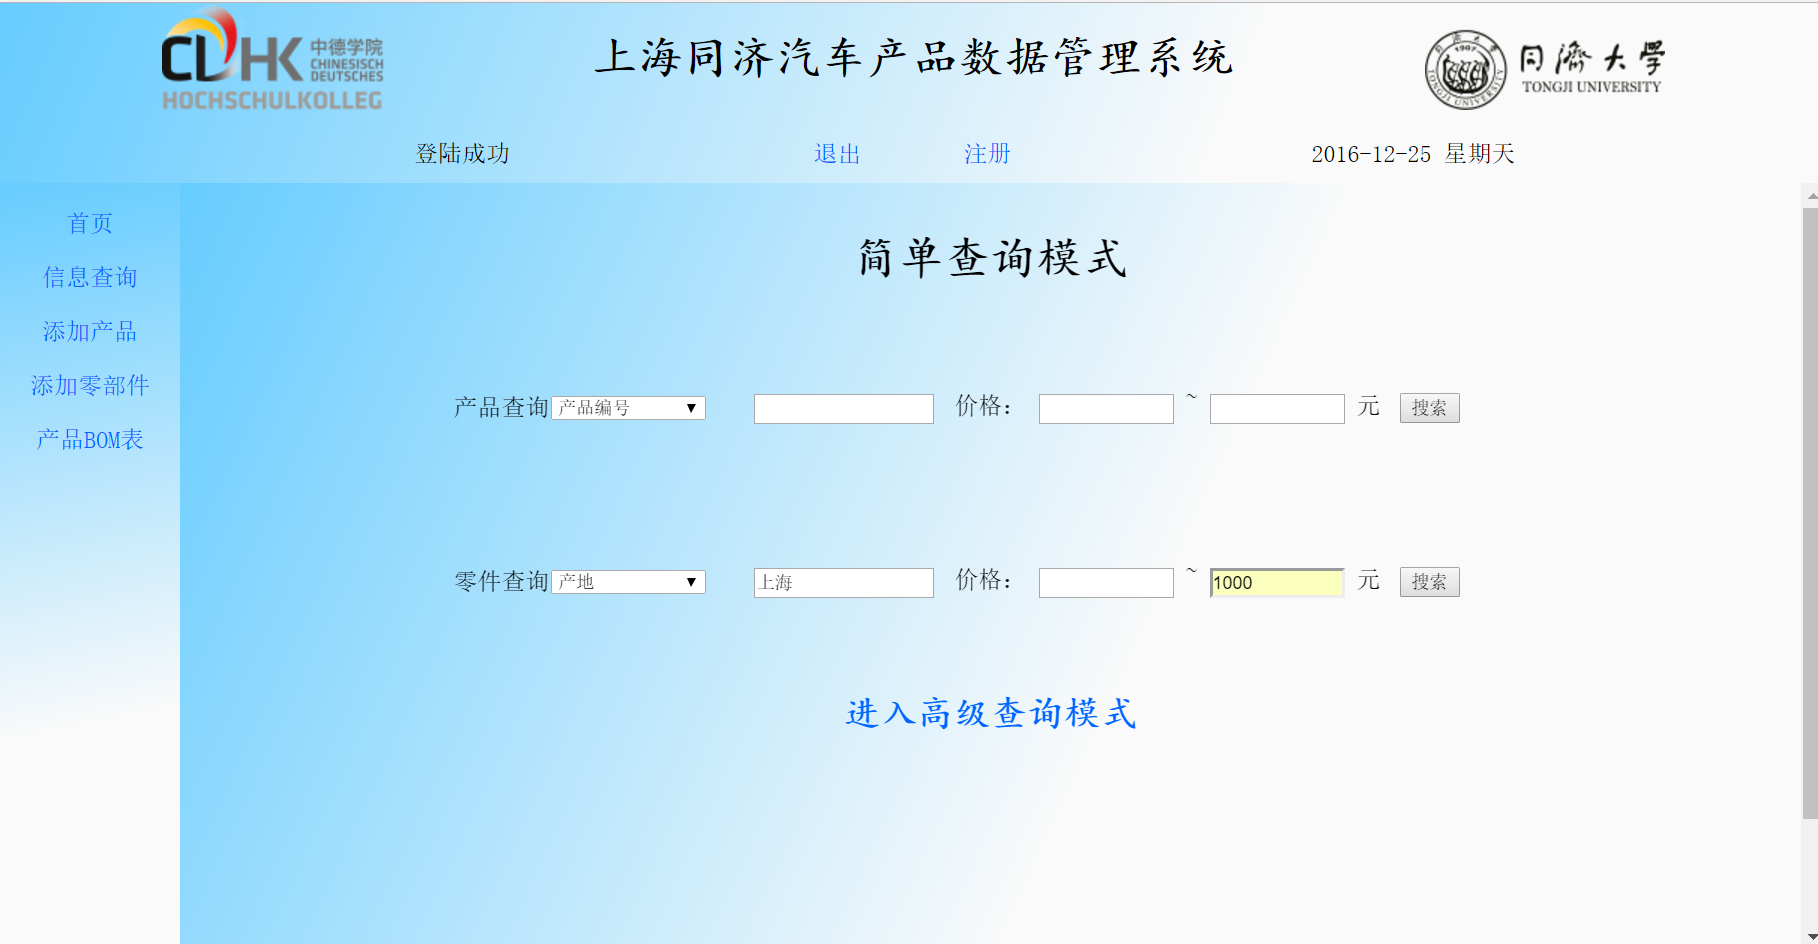 CDHK 中德学院
CHINESISCH
DEUTSCHES
HOCHSCHULKOLLEG
上海同济汽车产品数据管理系统
同濟大學
TONGJI UNIVERSITY
1907
TONGJI UNIVERSITY
登陆成功 退出 注册 2016-12-25 星期天
首页
信息查询
添加产品
添加零部件
产品BOM表
简单查询模式
产品查询 产品编号 价格： ~ 元 搜索
零件查询 产地 上海 价格： ~ 1000 元 搜索
进入高级查询模式